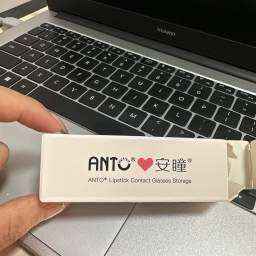 HUAWEI
ANTO® ❤ 安瞳®
ANTO® Lipstick Contact Glasses Storage